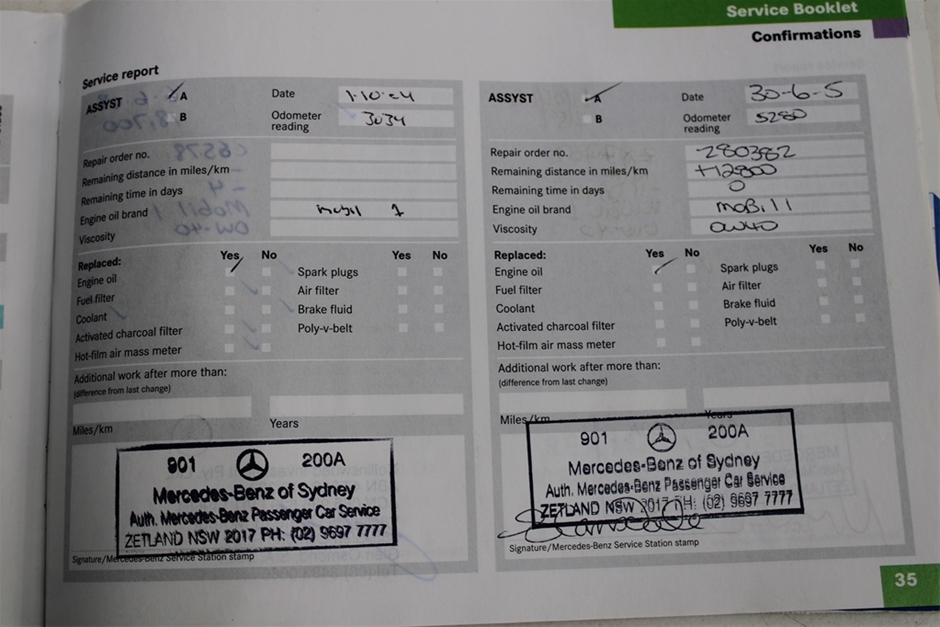 Service Booklet
Confirmations
Service report
ASSYST A
B
Date 1-10-04
Odometer reading 3034
Repair order no.
Remaining distance in miles/km
Remaining time in days
Engine oil brand mobil 1
Viscosity
Replaced: Yes No Yes No
Engine oil Spark plugs
Fuel filter Air filter
Coolant Brake fluid
Activated charcoal filter Poly-v-belt
Hot-film air mass meter
Additional work after more than:
(difference from last change)
Miles/km Years
901 200A
Mercedes-Benz of Sydney
Auth. Mercedes-Benz Passenger Car Service
ZETLAND NSW 2017 PH: (02) 9697 7777
Signature/Mercedes-Benz Service Station stamp
ASSYST A
B
Date 30-6-5
Odometer reading 5280
Repair order no. 280382
Remaining distance in miles/km +12800
Remaining time in days 0
Engine oil brand moBil 1
Viscosity 0W40
Replaced: Yes No Yes No
Engine oil Spark plugs
Fuel filter Air filter
Coolant Brake fluid
Activated charcoal filter Poly-v-belt
Hot-film air mass meter
Additional work after more than:
(difference from last change)
Miles/km Years
901 200A
Mercedes-Benz of Sydney
Auth. Mercedes-Benz Passenger Car Service
ZETLAND NSW 2017 PH: (02) 9697 7777
Signature/Mercedes-Benz Service Station stamp
35